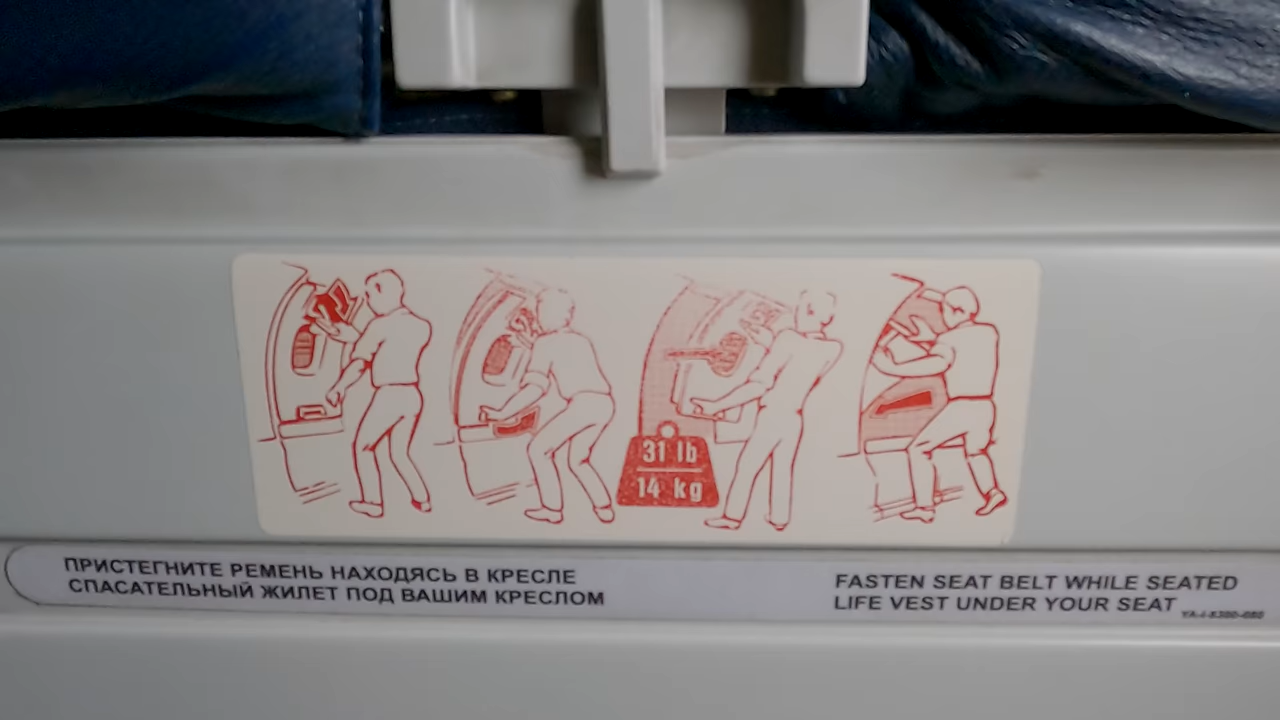 31 lb
14 kg
ПРИСТЕГНИТЕ РЕМЕНЬ НАХОДЯСЬ В КРЕСЛЕ
СПАСАТЕЛЬНЫЙ ЖИЛЕТ ПОД ВАШИМ КРЕСЛОМ
FASTEN SEAT BELT WHILE SEATED
LIFE VEST UNDER YOUR SEAT